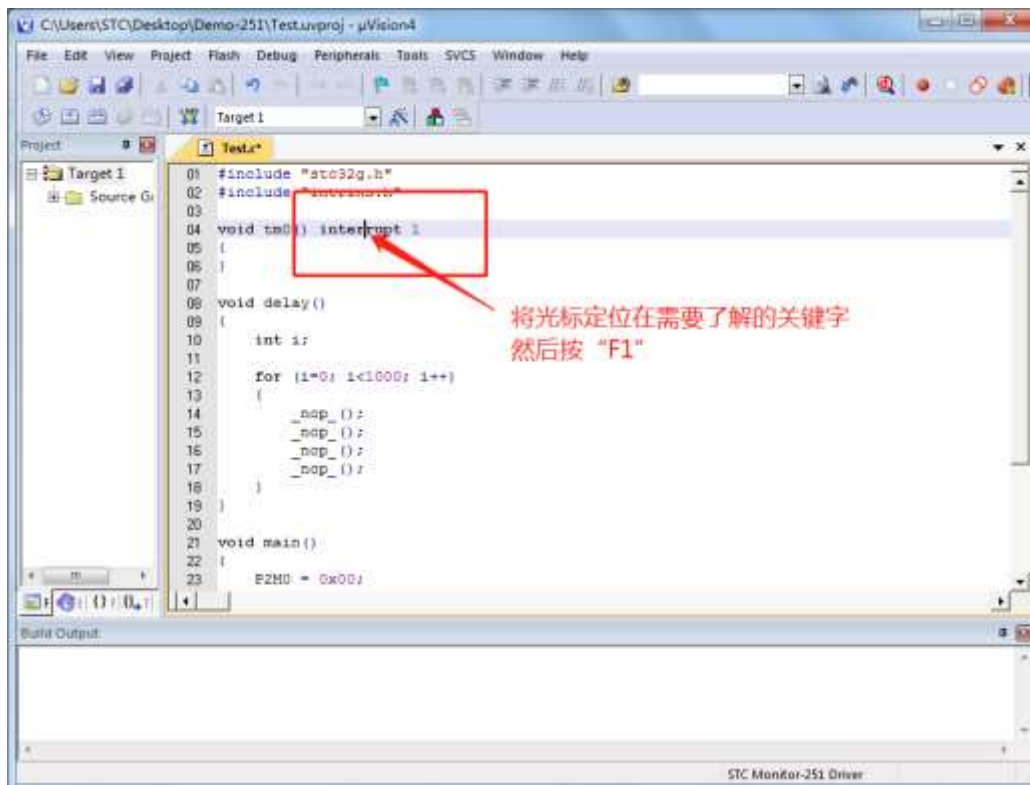 C:\Users\STC\Desktop\Demo-251\Test.uvproj - µVision4
File Edit View Project Flash Debug Peripherals Tools SVCS Window Help
Target 1
Project
Test.c*
Target 1
Source G
01 #include "stc32g.h"
02 #include "intrins.h"
03
04 void tm0() interrupt 1
05 {
06 }
07
08 void delay()
09 {
10 int i;
11
12 for (i=0; i<1000; i++)
13 {
14 _nop_();
15 _nop_();
16 _nop_();
17 _nop_();
18 }
19 }
20
21 void main()
22 {
23 P2M0 = 0x00;
将光标定位在需要了解的关键字
然后按“F1”
Build Output
STC Monitor-251 Driver